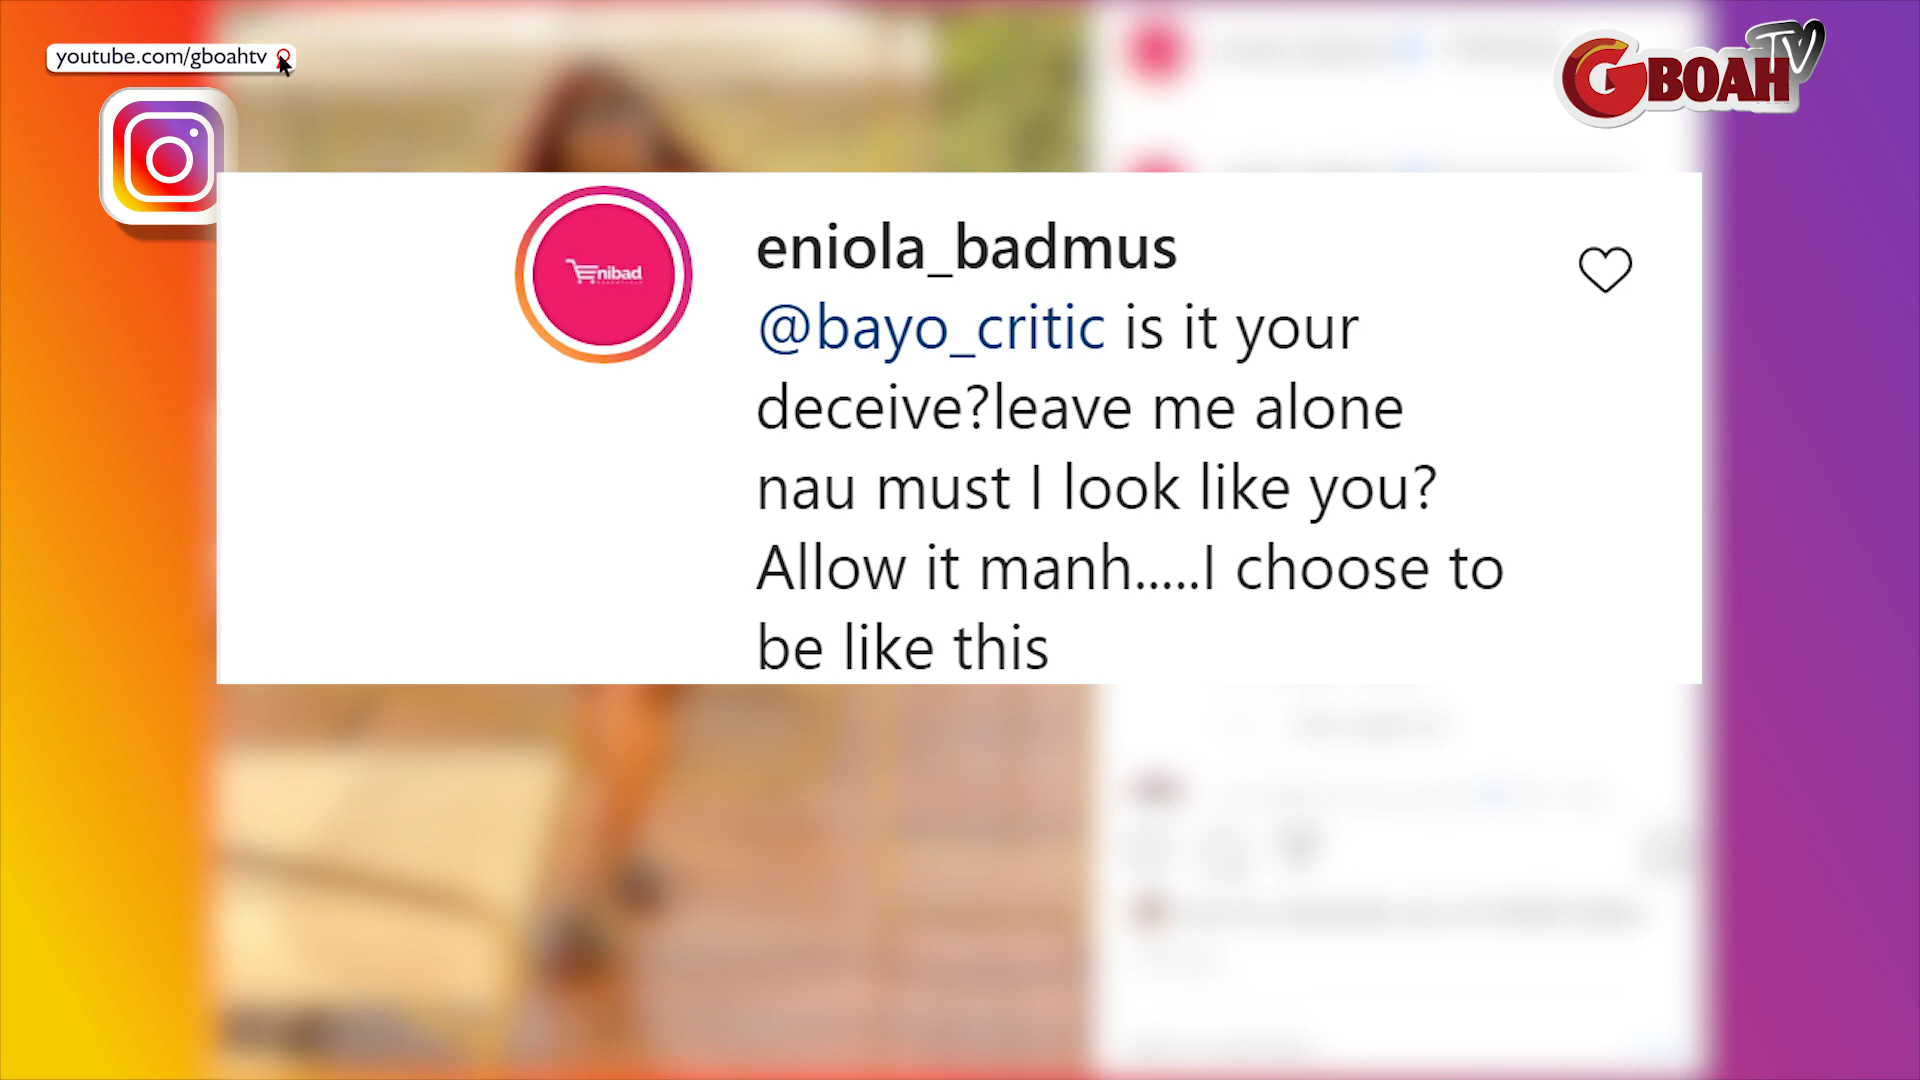 youtube.com/gboahtv
GBOAH TV
nibad
eniola_badmus
@bayo_critic is it your
deceive?leave me alone
nau must I look like you?
Allow it manh.....I choose to
be like this